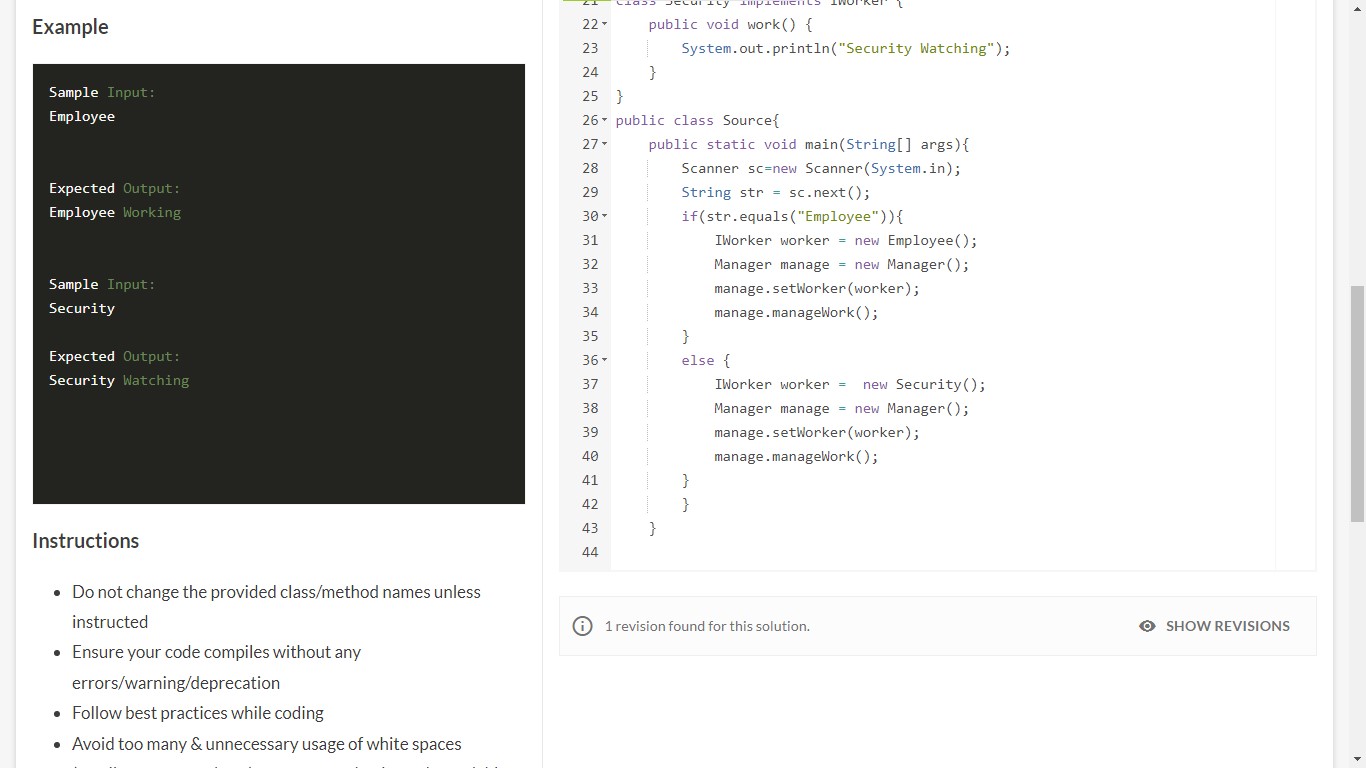 Example
Sample Input:
Employee
Expected Output:
Employee Working
Sample Input:
Security
Expected Output:
Security Watching
Instructions
• Do not change the provided class/method names unless
instructed
• Ensure your code compiles without any
errors/warning/deprecation
• Follow best practices while coding
• Avoid too many & unnecessary usage of white spaces
21 class Security implements IWorker {
22 public void work() {
23 System.out.println("Security Watching");
24 }
25 }
26 public class Source{
27 public static void main(String[] args){
28 Scanner sc=new Scanner(System.in);
29 String str = sc.next();
30 if(str.equals("Employee")){
31 IWorker worker = new Employee();
32 Manager manage = new Manager();
33 manage.setWorker(worker);
34 manage.manageWork();
35 }
36 else {
37 IWorker worker =  new Security();
38 Manager manage = new Manager();
39 manage.setWorker(worker);
40 manage.manageWork();
41 }
42 }
43 }
44
1 revision found for this solution.
SHOW REVISIONS